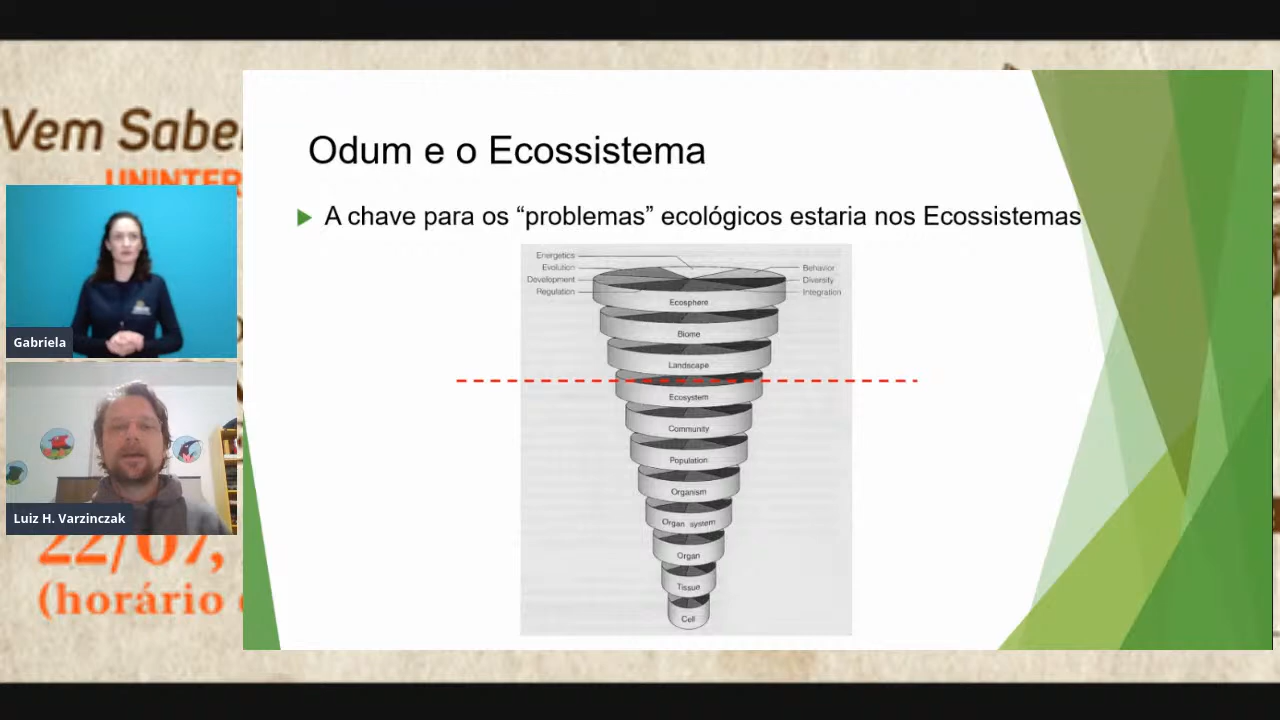 Vem Sabe
UNINTER
Gabriela
Luiz H. Varzinczak
22/07,
(horário
Odum e o Ecossistema
A chave para os “problemas” ecológicos estaria nos Ecossistemas
Energetics
Evolution
Development
Regulation
Behavior
Diversity
Integration
Ecosphere
Biome
Landscape
Ecosystem
Community
Population
Organism
Organ system
Organ
Tissue
Cell